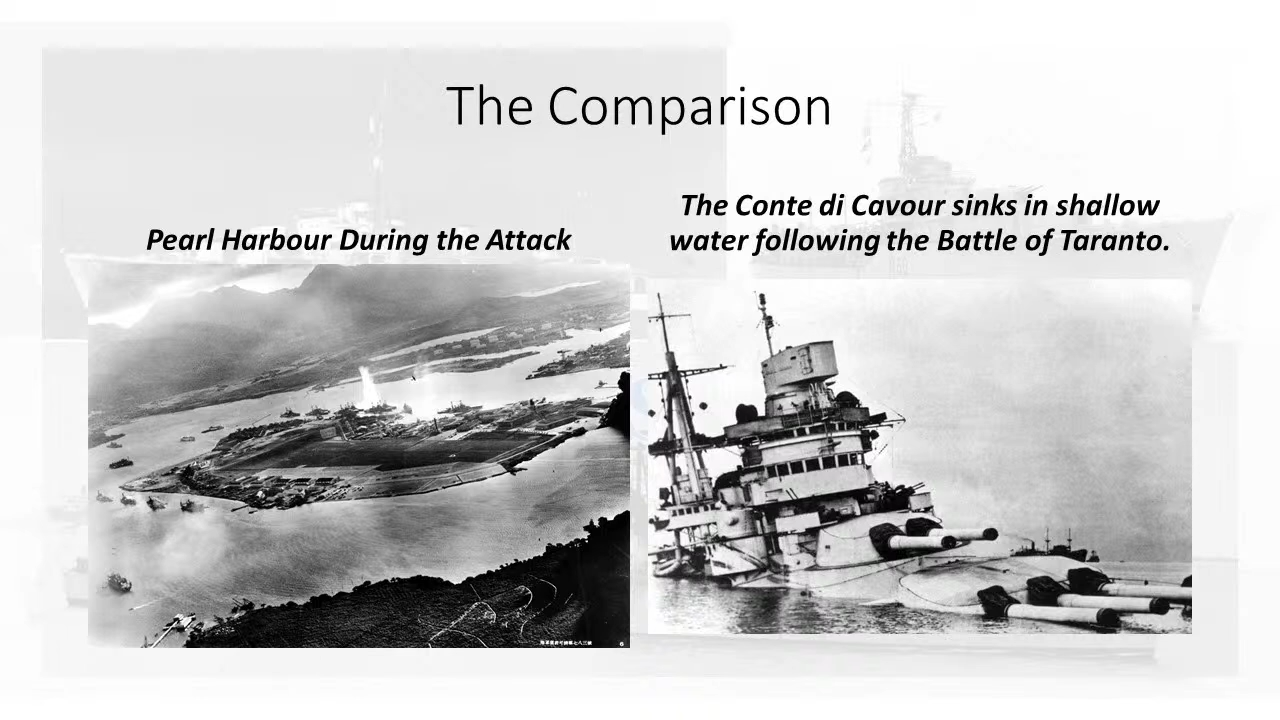 The Comparison
Pearl Harbour During the Attack
The Conte di Cavour sinks in shallow
water following the Battle of Taranto.